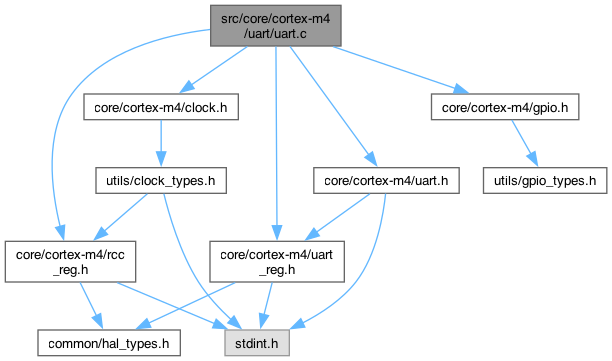 src/core/cortex-m4
/uart/uart.c
core/cortex-m4/clock.h
core/cortex-m4/gpio.h
utils/clock_types.h
core/cortex-m4/uart.h
utils/gpio_types.h
core/cortex-m4/rcc
_reg.h
core/cortex-m4/uart
_reg.h
common/hal_types.h
stdint.h